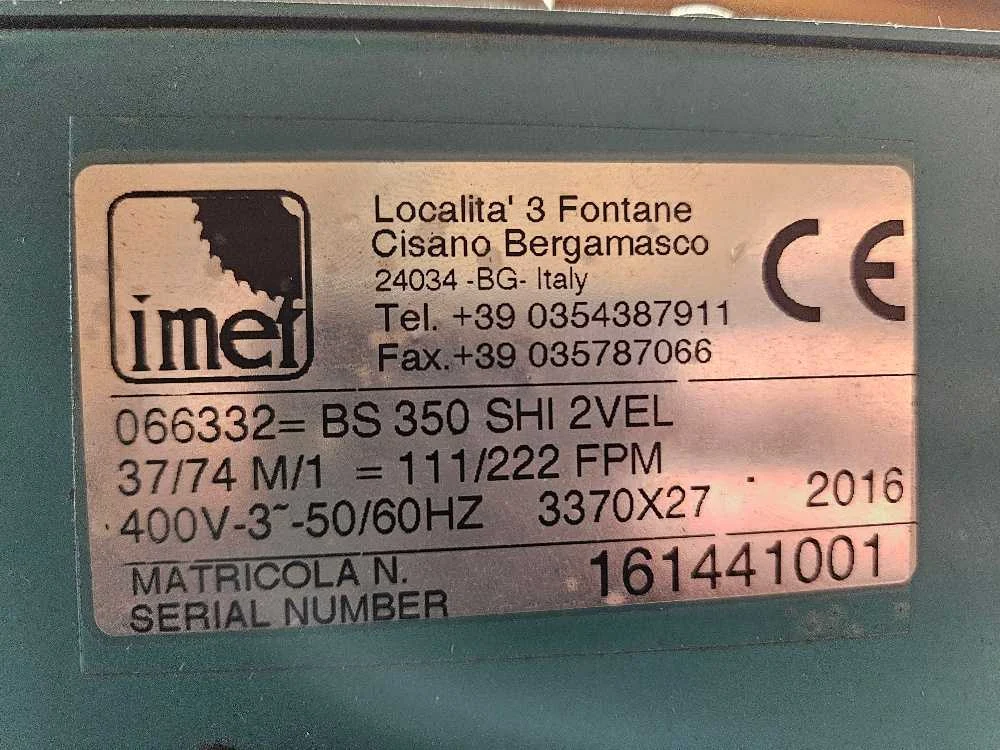 imet
Localita' 3 Fontane
Cisano Bergamasco
24034 -BG- Italy
Tel. +39 0354387911
Fax.+39 035787066
CE
066332= BS 350 SHI 2VEL
37/74 M/1 = 111/222 FPM
400V-3~-50/60HZ 3370X27 2016
MATRICOLA N.
SERIAL NUMBER
161441001